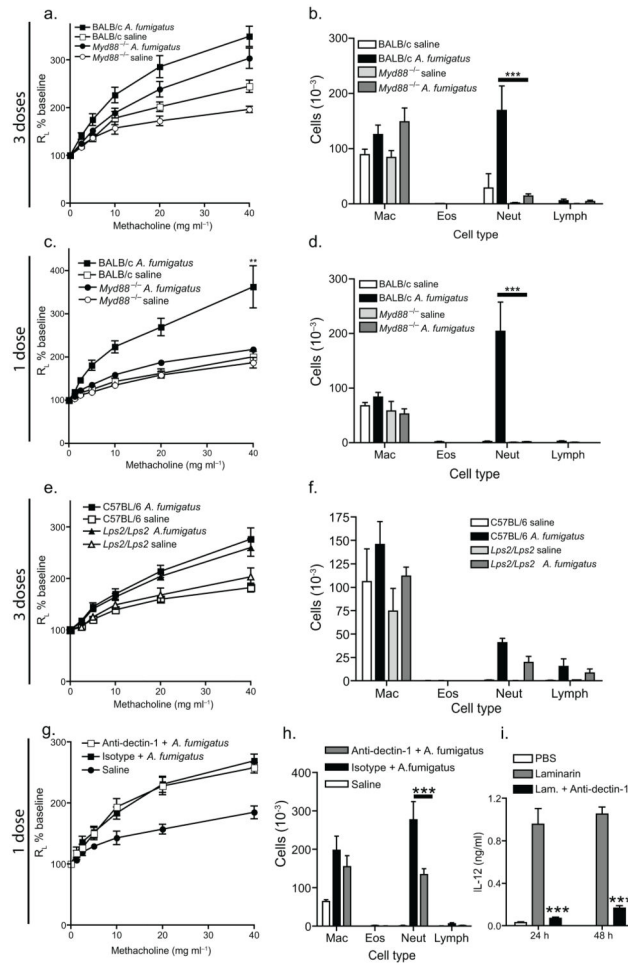 a.
BALB/c A. fumigatus
BALB/c saline
Myd88−/− A. fumigatus
Myd88−/− saline
3 doses
RL % baseline
300
200
100
0
0 10 20 30 40
Methacholine (mg ml−1)
b.
BALB/c saline
BALB/c A. fumigatus
Myd88−/− saline
Myd88−/− A. fumigatus
***
Cells (10−3)
300
200
100
0
Mac Eos Neut Lymph
Cell type
c.
BALB/c A. fumigatus
BALB/c saline
Myd88−/− A. fumigatus
Myd88−/− saline
**
1 dose
RL % baseline
400
300
200
100
0
0 10 20 30 40
Methacholine (mg ml−1)
d.
BALB/c saline
BALB/c A. fumigatus
Myd88−/− saline
Myd88−/− A. fumigatus
***
Cells (10−3)
300
200
100
0
Mac Eos Neut Lymph
Cell type
e.
C57BL/6 A. fumigatus
C57BL/6 saline
Lps2/Lps2 A.fumigatus
Lps2/Lps2 saline
3 doses
RL % baseline
300
200
100
0
0 10 20 30 40
Methacholine (mg ml−1)
f.
C57BL/6 saline
C57BL/6 A. fumigatus
Lps2/Lps2 saline
Lps2/Lps2 A. fumigatus
Cells (10−3)
175
150
125
100
75
50
25
0
Mac Eos Neut Lymph
Cell type
g.
Anti-dectin-1 + A. fumigatus
Isotype + A. fumigatus
Saline
1 dose
RL % baseline
300
200
100
0
0 10 20 30 40
Methacholine (mg ml−1)
h.
Anti-dectin-1 + A. fumigatus
Isotype + A.fumigatus
Saline
***
Cells (10−3)
400
300
200
100
0
Mac Eos Neut Lymph
Cell type
i.
PBS
Laminarin
Lam. + Anti-dectin-1
IL-12 (ng/ml)
1.2
0.8
0.4
0.0
***
***
24 h 48 h